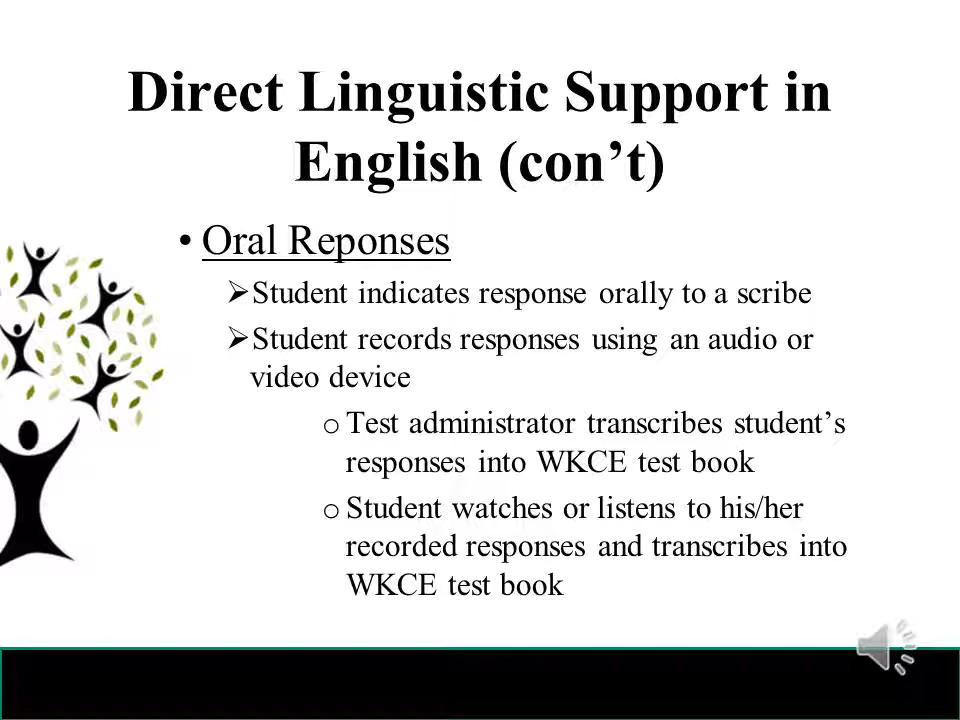 Direct Linguistic Support in
English (con’t)
• Oral Reponses
➢Student indicates response orally to a scribe
➢Student records responses using an audio or
video device
o Test administrator transcribes student’s
responses into WKCE test book
o Student watches or listens to his/her
recorded responses and transcribes into
WKCE test book